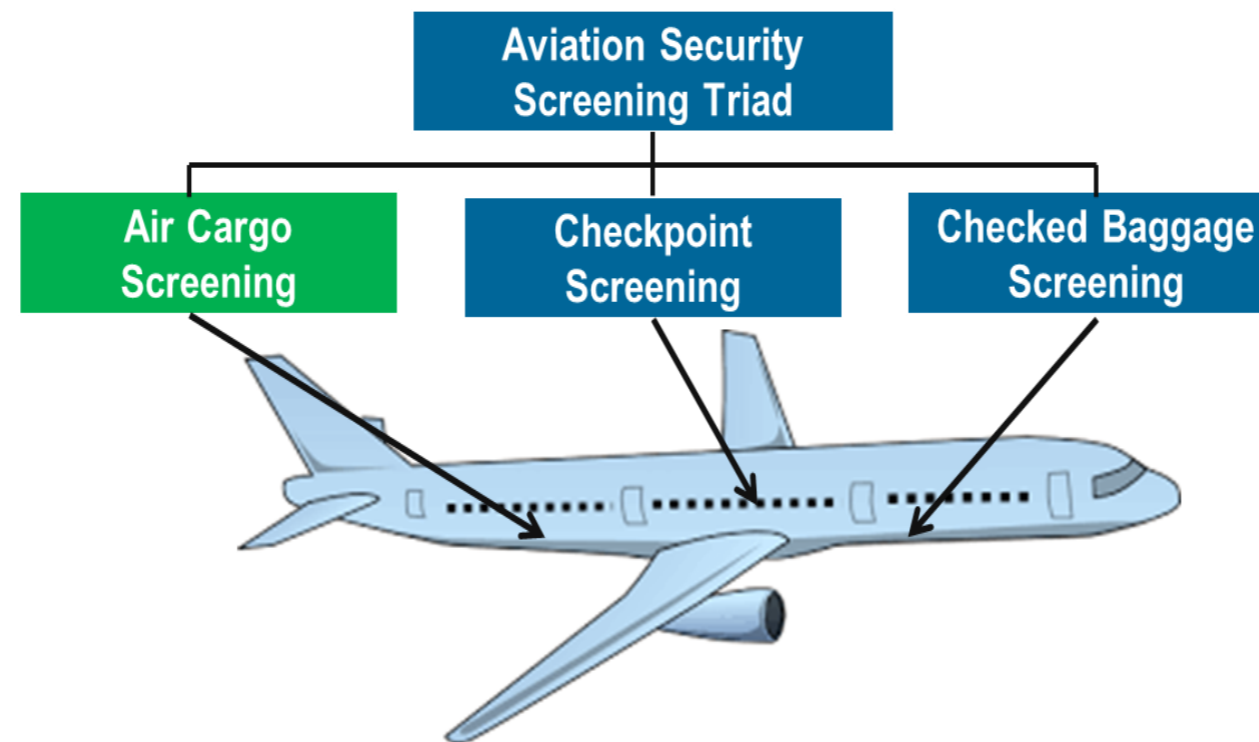 Aviation Security
Screening Triad
Air Cargo
Screening
Checkpoint
Screening
Checked Baggage
Screening